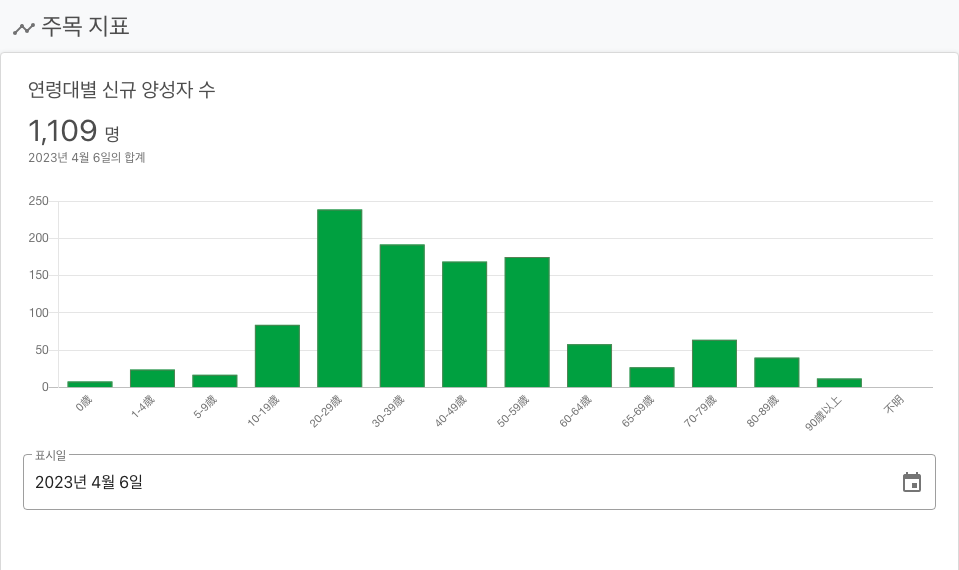 주목 지표
연령대별 신규 양성자 수
1,109 명
2023년 4월 6일의 합계
250
200
150
100
50
0
0歳
1-4歳
5-9歳
10-19歳
20-29歳
30-39歳
40-49歳
50-59歳
60-64歳
65-69歳
70-79歳
80-89歳
90歳以上
不明
표시일
2023년 4월 6일